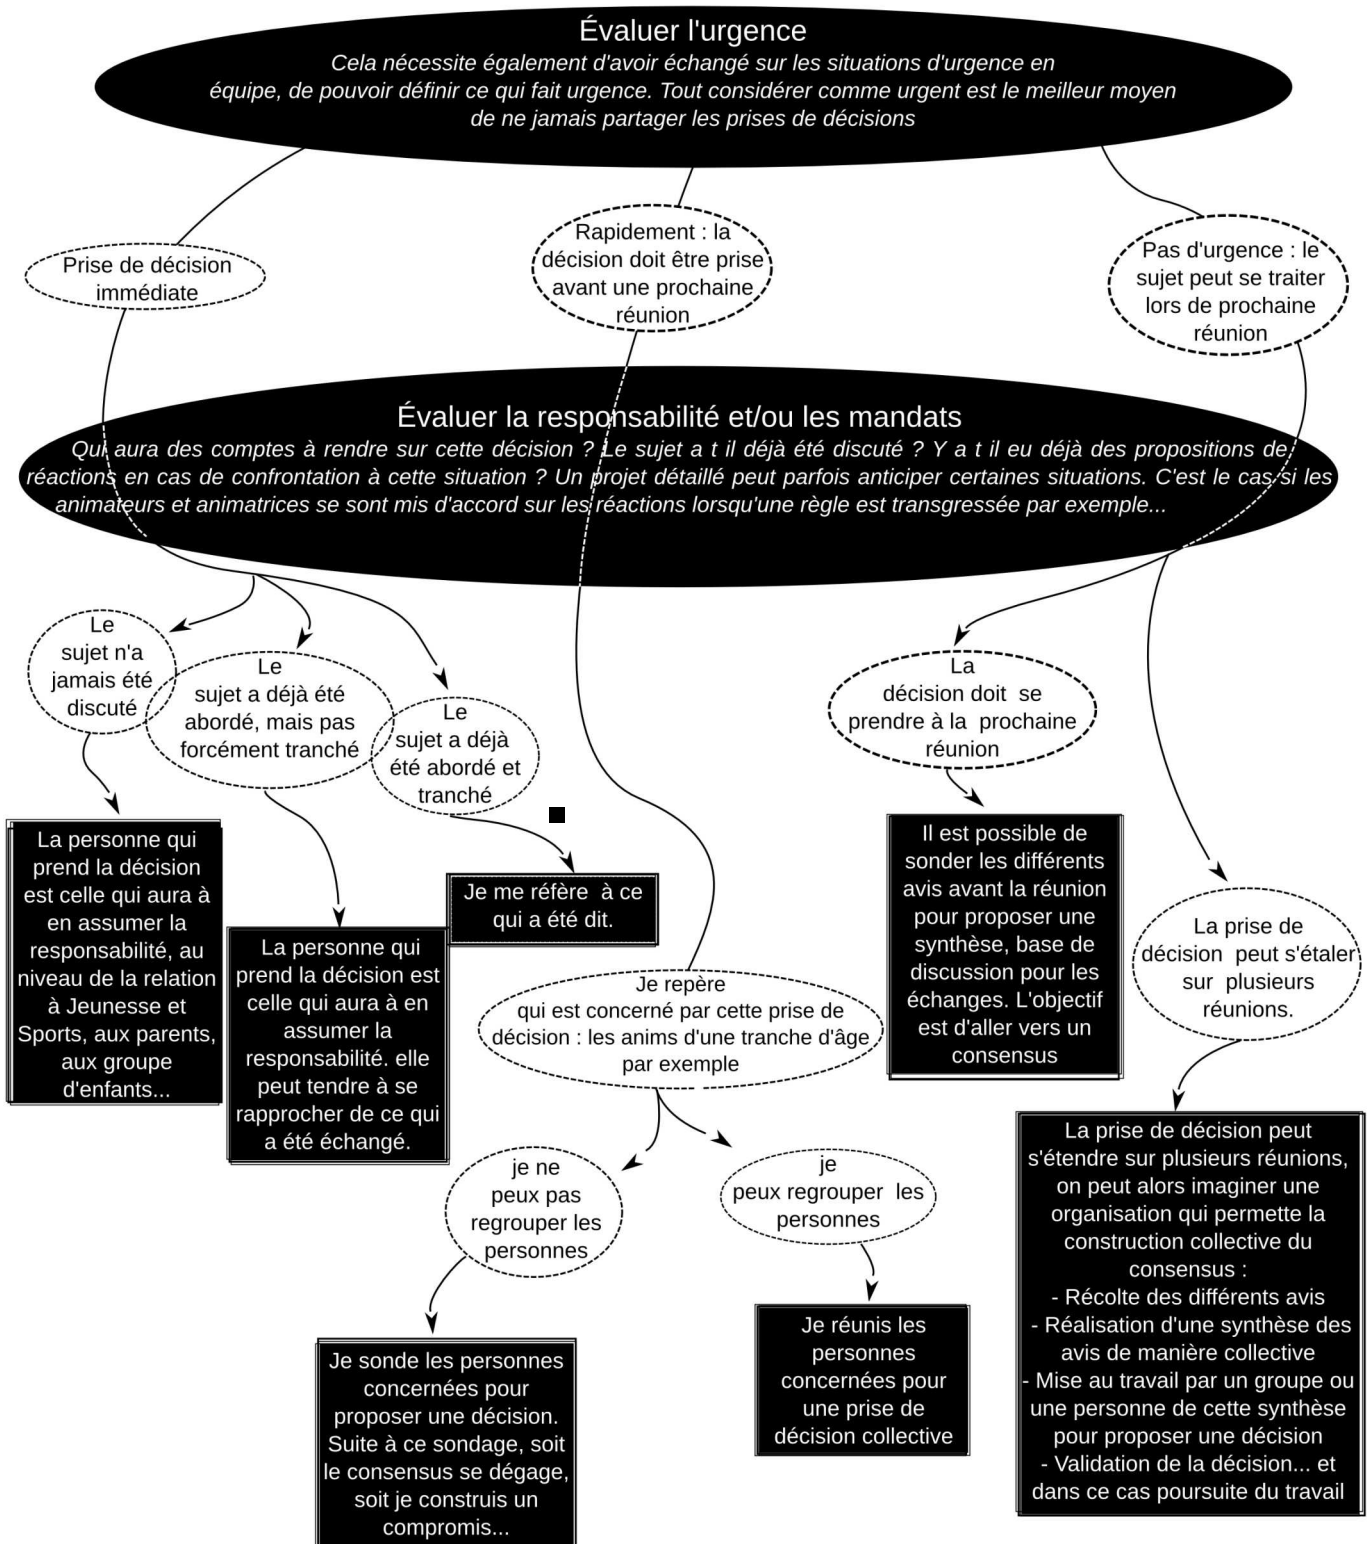 Évaluer l'urgence
Cela nécessite également d'avoir échangé sur les situations d'urgence en
équipe, de pouvoir définir ce qui fait urgence. Tout considérer comme urgent est le meilleur moyen
de ne jamais partager les prises de décisions
Prise de décision
immédiate
Rapidement : la
décision doit être prise
avant une prochaine
réunion
Pas d'urgence : le
sujet peut se traiter
lors de prochaine
réunion
Évaluer la responsabilité et/ou les mandats
Qui aura des comptes à rendre sur cette décision ? Le sujet a t il déjà été discuté ? Y a t il eu déjà des propositions de
réactions en cas de confrontation à cette situation ? Un projet détaillé peut parfois anticiper certaines situations. C'est le cas si les
animateurs et animatrices se sont mis d'accord sur les réactions lorsqu'une règle est transgressée par exemple...
Le
sujet n'a
jamais été
discuté
Le
sujet a déjà été
abordé, mais pas
forcément tranché
Le
sujet a déjà
été abordé et
tranché
La
décision doit se
prendre à la prochaine
réunion
La personne qui
prend la décision
est celle qui aura à
en assumer la
responsabilité, au
niveau de la relation
à Jeunesse et
Sports, aux parents,
aux groupe
d'enfants...
La personne qui
prend la décision est
celle qui aura à en
assumer la
responsabilité. elle
peut tendre à se
rapprocher de ce qui
a été échangé.
Je me réfère à ce
qui a été dit.
Il est possible de
sonder les différents
avis avant la réunion
pour proposer une
synthèse, base de
discussion pour les
échanges. L'objectif
est d'aller vers un
consensus
La prise de
décision peut s'étaler
sur plusieurs
réunions.
Je repère
qui est concerné par cette prise de
décision : les anims d'une tranche d'âge
par exemple
je ne
peux pas
regrouper les
personnes
je
peux regrouper les
personnes
Je sonde les personnes
concernées pour
proposer une décision.
Suite à ce sondage, soit
le consensus se dégage,
soit je construis un
compromis...
Je réunis les
personnes
concernées pour
une prise de
décision collective
La prise de décision peut
s'étendre sur plusieurs réunions,
on peut alors imaginer une
organisation qui permette la
construction collective du
consensus :
- Récolte des différents avis
- Réalisation d'une synthèse des
avis de manière collective
- Mise au travail par un groupe ou
une personne de cette synthèse
pour proposer une décision
- Validation de la décision... et
dans ce cas poursuite du travail